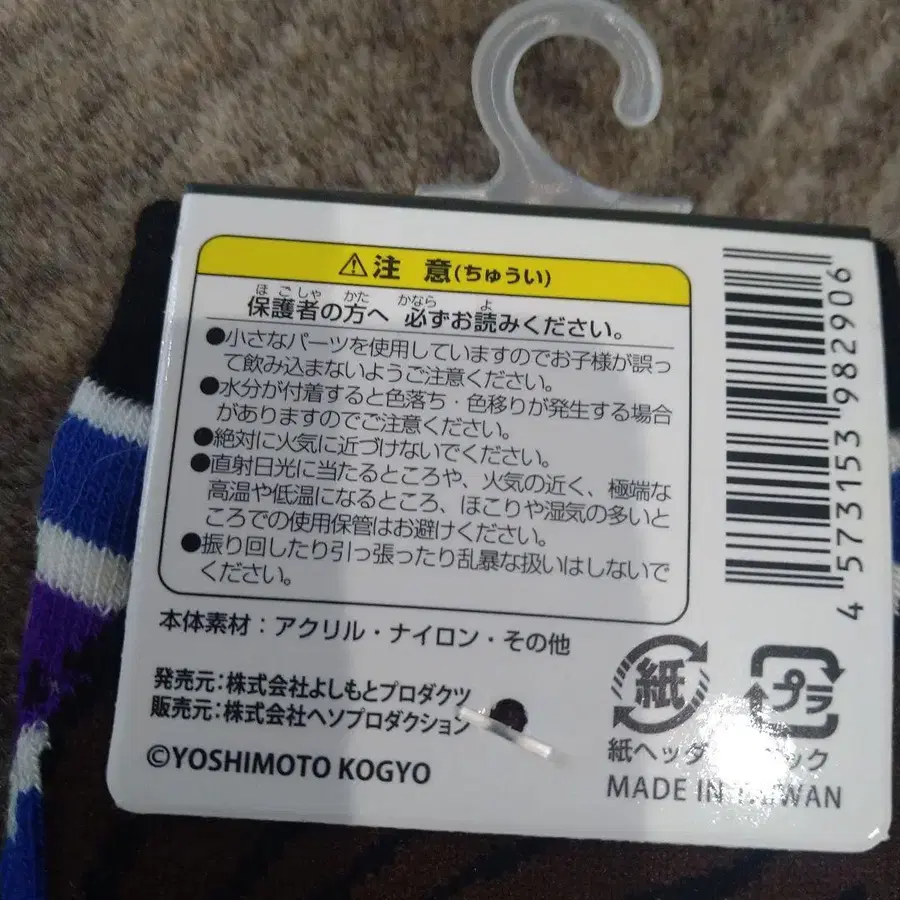 ⚠注 意(ちゅうい)
保護者の方へ 必ずお読みください。
ほごしゃ かた かなら よ
●小さなパーツを使用していますのでお子様が誤っ
て飲み込まないようご注意ください。
●水分が付着すると色落ち・色移りが発生する場合
がありますのでご注意ください。
●絶対に火気に近づけないでください。
●直射日光に当たるところや、火気の近く、極端な
高温や低温になるところ、ほこりや湿気の多いと
ころでの使用保管はお避けください。
●振り回したり引っ張ったり乱暴な扱いはしないで
ください。
本体素材：アクリル・ナイロン・その他
発売元：株式会社よしもとプロダクツ
販売元：株式会社ヘソプロダクション
©YOSHIMOTO KOGYO
4 573153 982906
紙
プラ
紙ヘッダ
ック
MADE IN TAIWAN